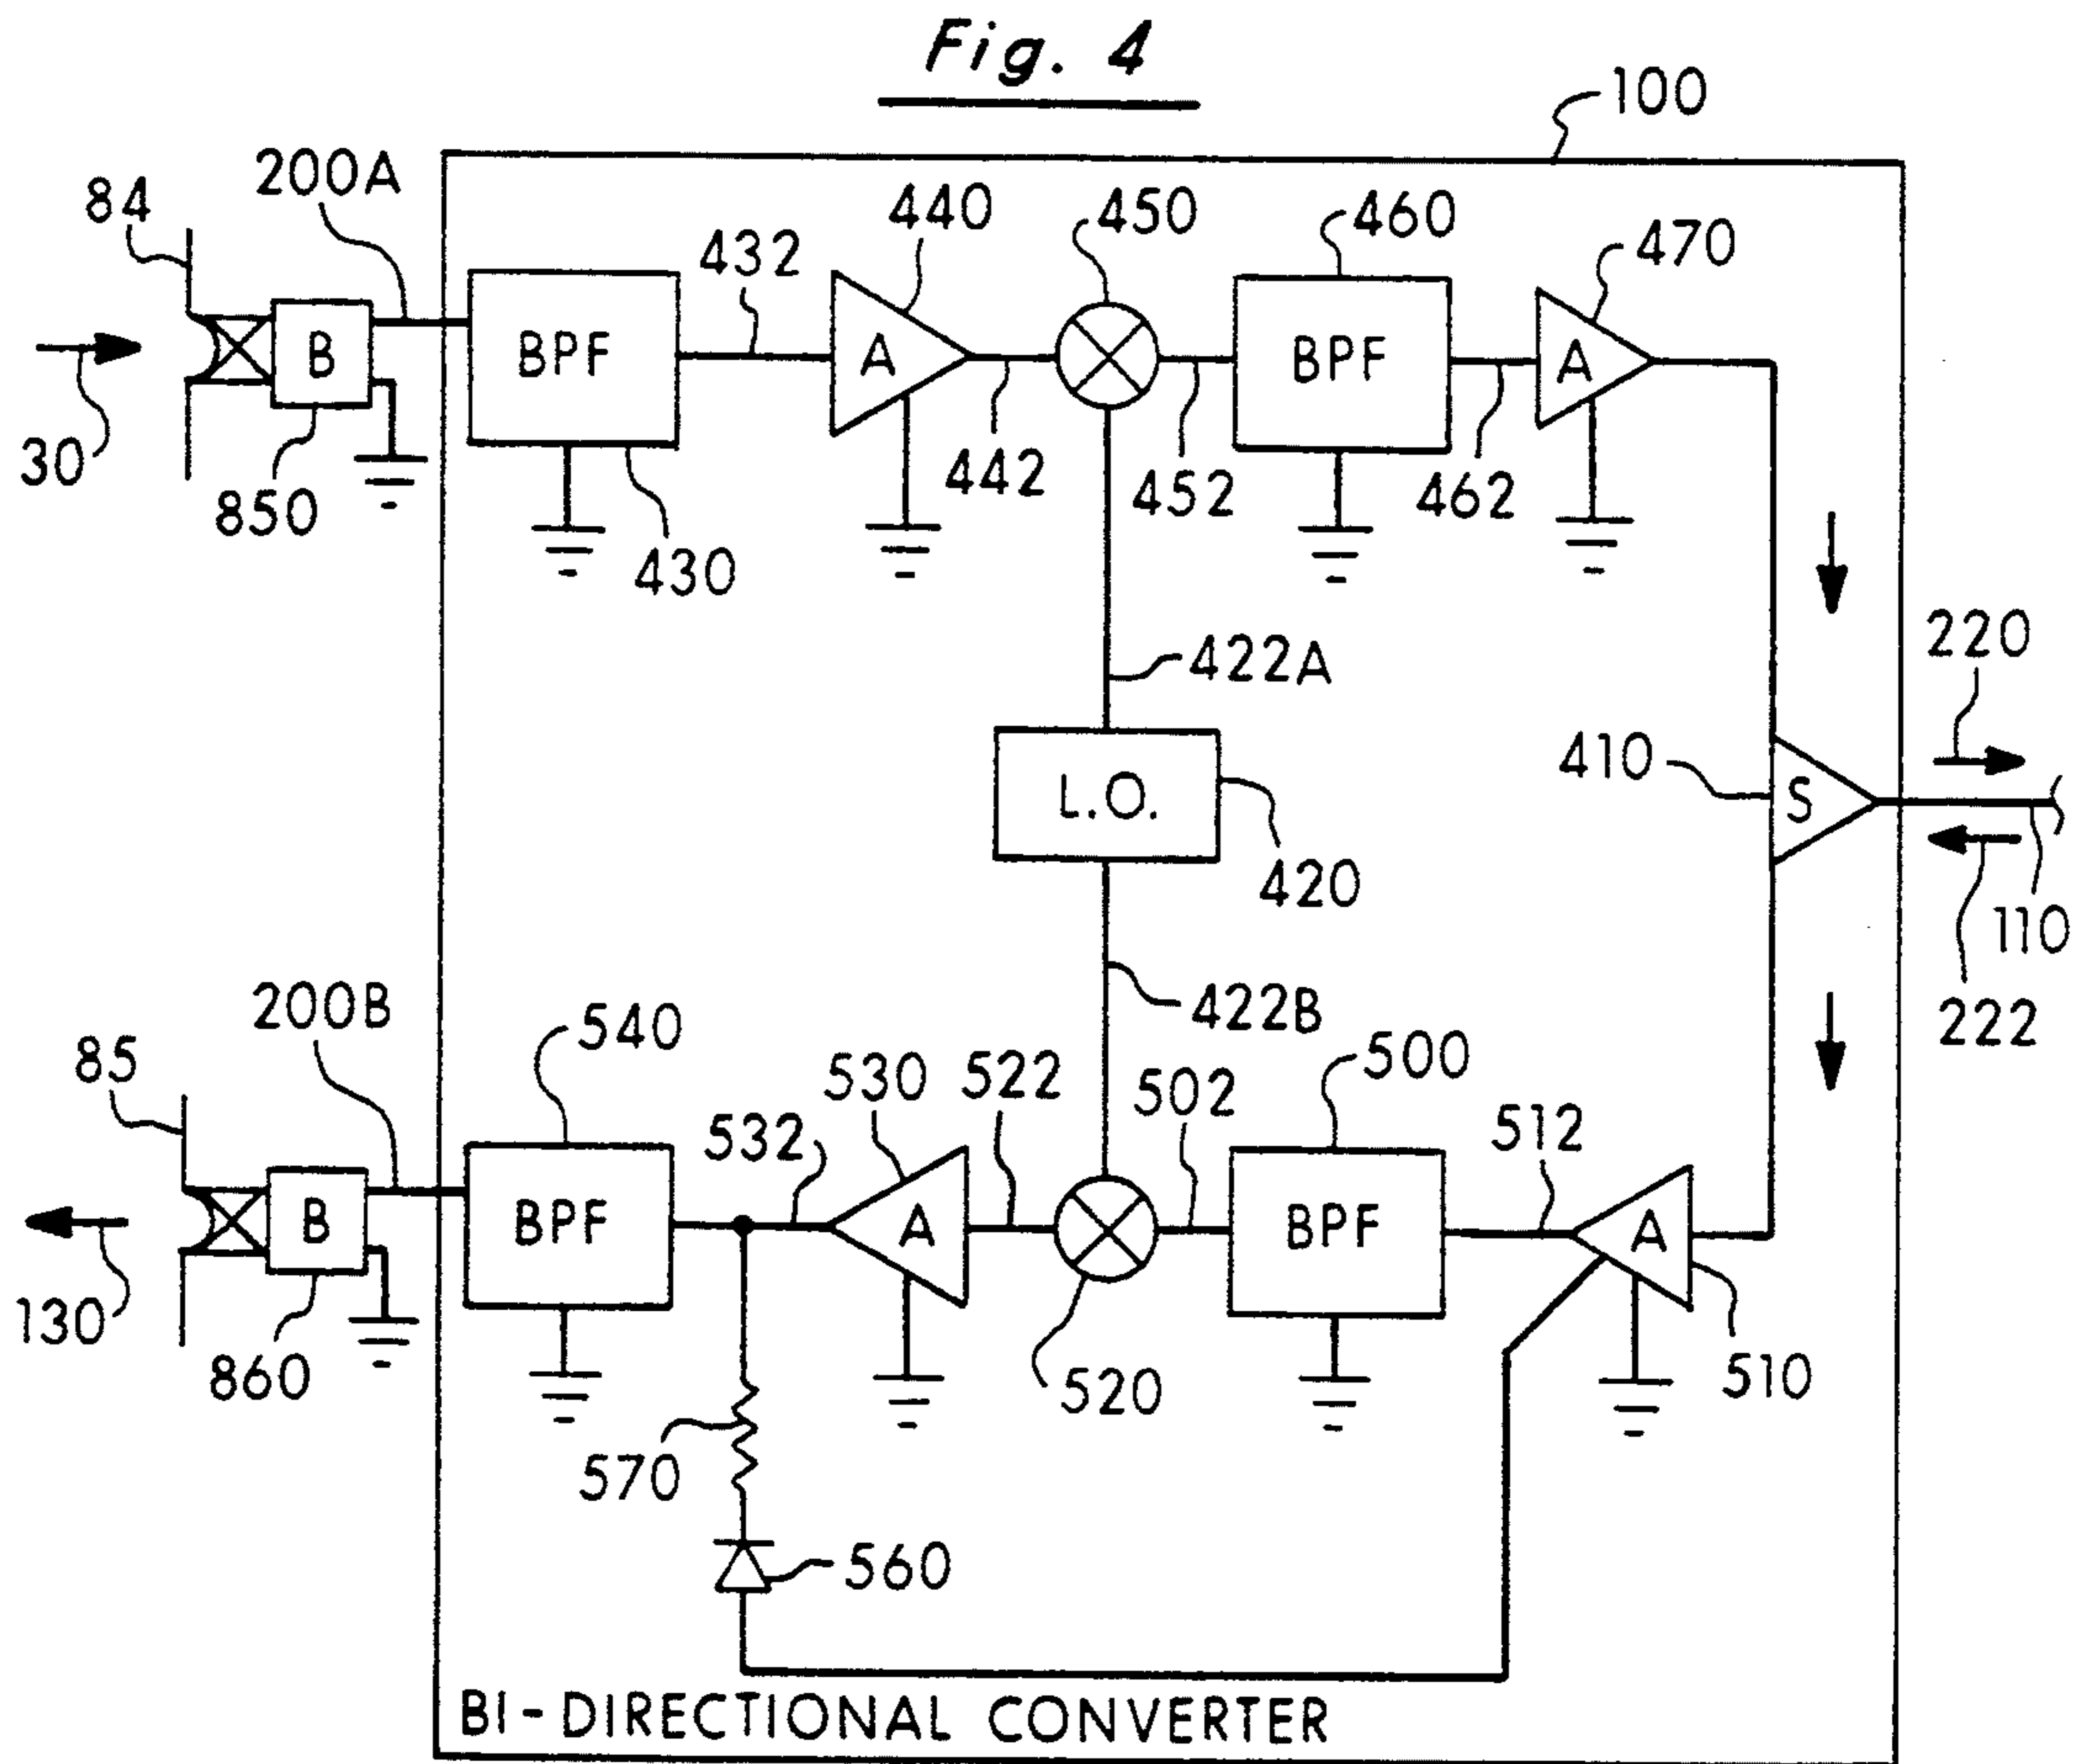 Fig. 4
100
200A
84
440
450
460
470
432
B
BPF
A
BPF
A
30
850
442
452
462
430
422A
220
410
L.O.
S
420
110
200B
422B
222
540
85
530
522
502
500
532
512
B
BPF
A
BPF
A
130
860
520
510
570
560
BI-DIRECTIONAL CONVERTER